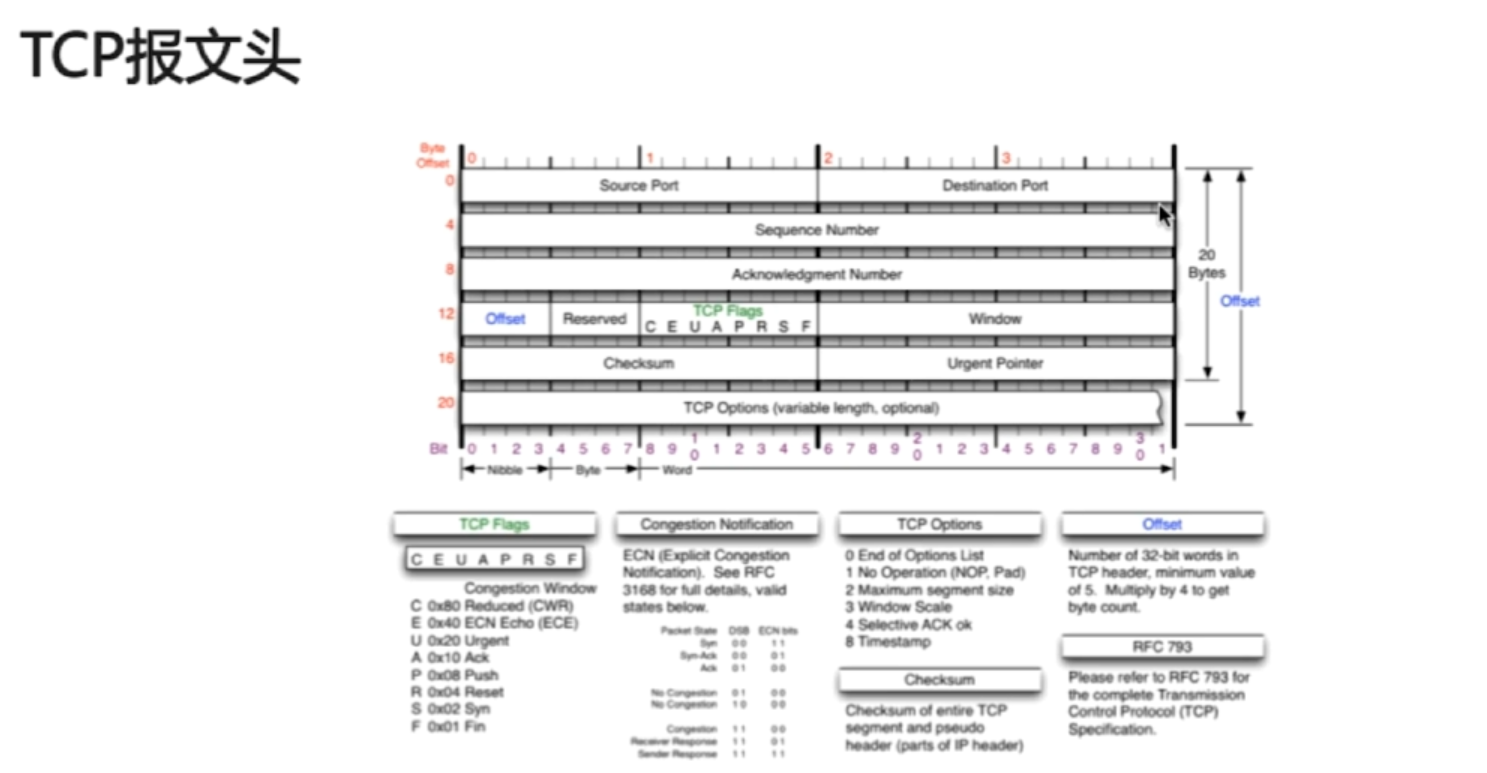 TCP报文头
Byte
Offset
0 1 2 3
0 Source Port Destination Port
4 Sequence Number
8 Acknowledgment Number
20
Bytes
Offset
12 Offset Reserved TCP Flags Window
C E U A P R S F
16 Checksum Urgent Pointer
20 TCP Options (variable length, optional)
Bit 0 1 2 3 4 5 6 7 8 9 10 1 2 3 4 5 6 7 8 9 20 1 2 3 4 5 6 7 8 9 30 1
Nibble Byte Word
TCP Flags
C E U A P R S F
Congestion Window
C 0x80 Reduced (CWR)
E 0x40 ECN Echo (ECE)
U 0x20 Urgent
A 0x10 Ack
P 0x08 Push
R 0x04 Reset
S 0x02 Syn
F 0x01 Fin
Congestion Notification
ECN (Explicit Congestion
Notification). See RFC
3168 for full details, valid
states below.
Packet State DSB ECN bits
Syn 0 0 1 1
Syn-Ack 0 0 0 1
Ack 0 1 0 0
No Congestion 0 1 0 0
No Congestion 1 0 0 0
Congestion 1 1 0 0
Receiver Response 1 1 0 1
Sender Response 1 1 1 1
TCP Options
0 End of Options List
1 No Operation (NOP, Pad)
2 Maximum segment size
3 Window Scale
4 Selective ACK ok
8 Timestamp
Checksum
Checksum of entire TCP
segment and pseudo
header (parts of IP header)
Offset
Number of 32-bit words in
TCP header, minimum value
of 5. Multiply by 4 to get
byte count.
RFC 793
Please refer to RFC 793 for
the complete Transmission
Control Protocol (TCP)
Specification.